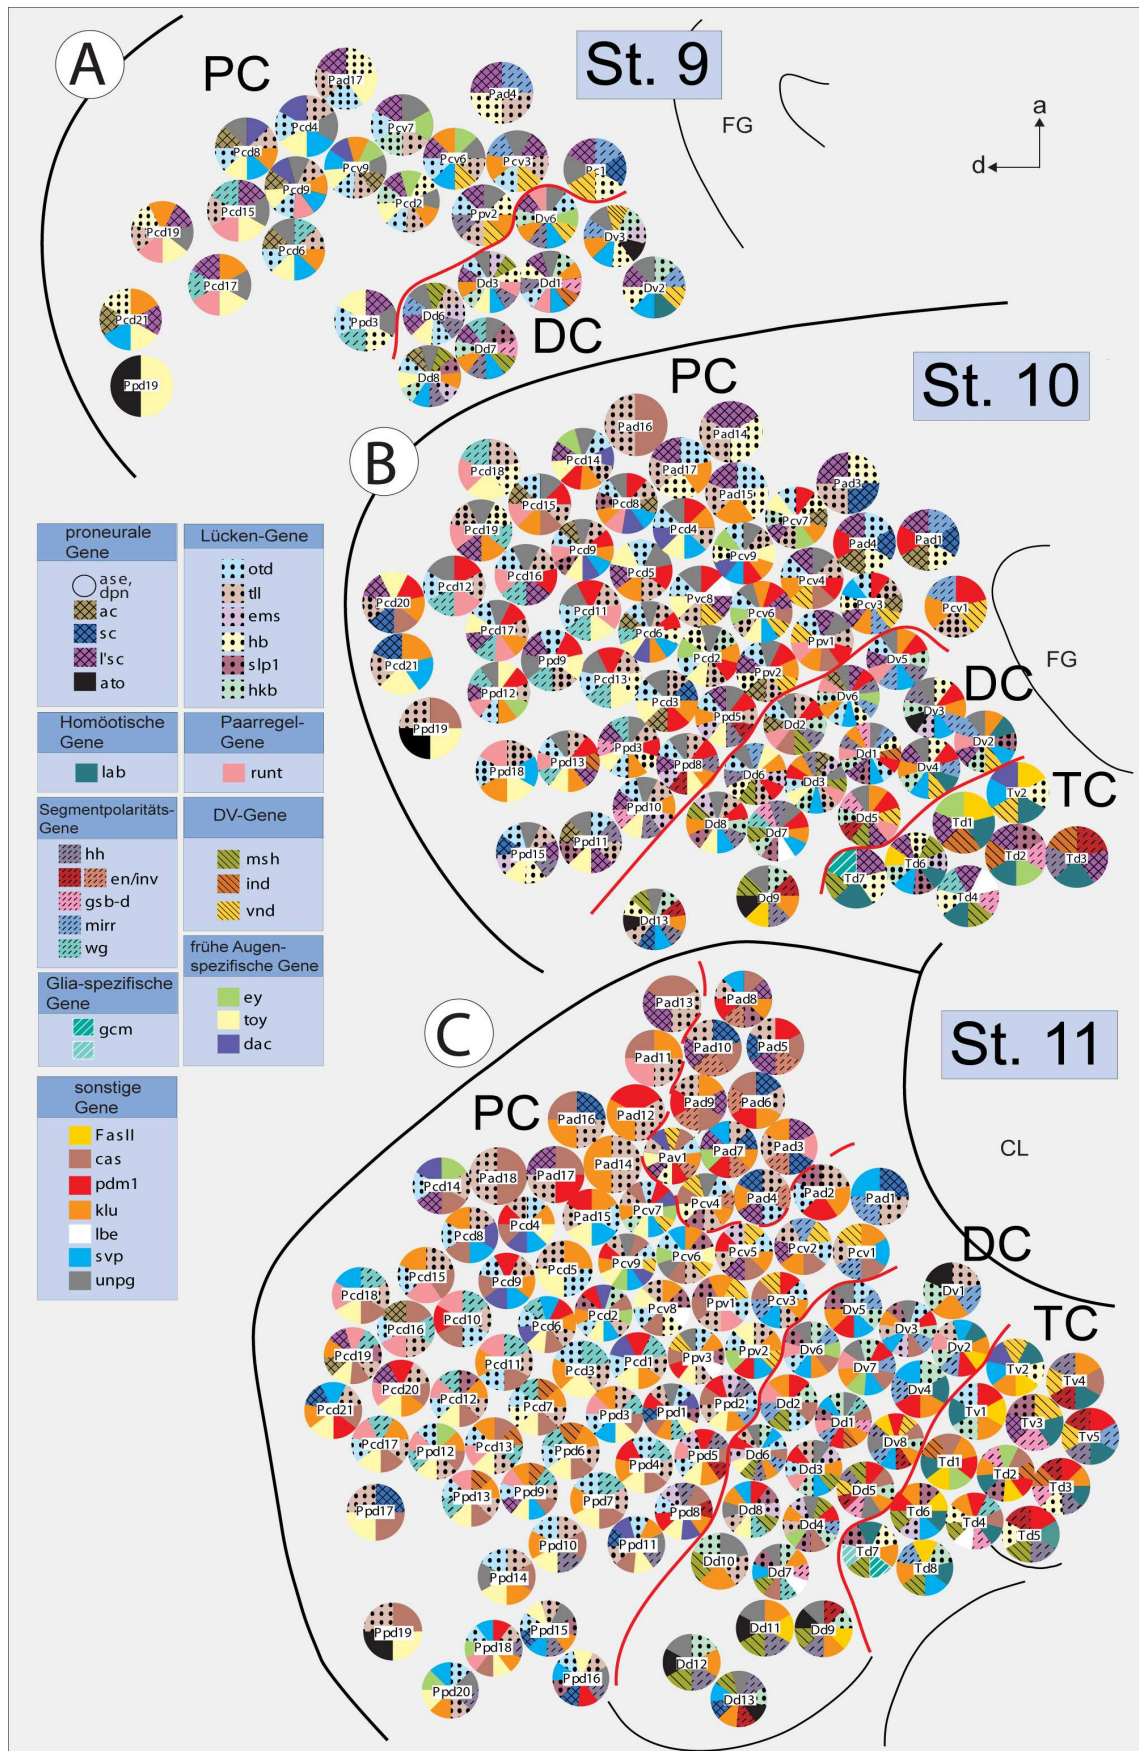 A
PC
St. 9
FG
a
d
Pad17
Pad4
Pcd4
Pcv7
Pcd8
Pcv9
Pcv6
Pcv3
Pc1
Pcd9
Pcd2
Pcd15
Ppv2
Dv6
Dv3
Pcd19
Pcd6
Pcd17
Dd3
Dd1
Dv2
Pcd21
Ppd3
Dd6
DC
Dd7
Ppd19
Dd8
PC
St. 10
B
Pad16
Pad14
Pcd14
Pcd18
Pad17
Pad3
Pcd15
Pcd8
Pad15
Pcd19
Pcd4
Pcv7
Pad4
Pad1
Pcd9
Pcv9
Pcd12
Pcd16
Pcd5
Pcv4
FG
Pcd20
Pcd11
Pvc8
Pcv6
Pcv3
Pcv1
Pcd17
Pcd6
Ppv1
Pcd21
Ppd9
Pcd13
Pcd2
Ppv2
Dv5
DC
Ppd12
Pcd3
Dv6
Dv3
Ppd19
Ppd5
Dd2
Dv2
Ppd18
Ppd13
Ppd3
Ppd8
Dd6
Dd3
Dd1
Dv4
TC
Tv2
Ppd10
Dd8
Dd7
Dd5
Td1
Ppd15
Ppd11
Td7
Td6
Td2
Td3
Dd9
Td4
Dd13
proneurale
Gene
ase,
dpn
ac
sc
l'sc
ato
Homöotische
Gene
lab
Segmentpolaritäts-
Gene
hh
en/inv
gsb-d
mirr
wg
Glia-spezifische
Gene
gcm
sonstige
Gene
FasII
cas
pdm1
klu
lbe
svp
unpg
Lücken-Gene
otd
tll
ems
hb
slp1
hkb
Paarregel-
Gene
runt
DV-Gene
msh
ind
vnd
frühe Augen-
spezifische Gene
ey
toy
dac
C
St. 11
PC
CL
Pad13
Pad8
Pad11
Pad10
Pad5
Pad16
Pad12
Pad9
Pad6
Pad18
Pad17
Pad14
Pav1
Pad7
Pad3
Pcd14
Pad4
Pad2
Pad1
Pcd8
Pcd4
Pad15
Pcv7
Pcv4
DC
Pcd15
Pcd9
Pcd5
Pcv9
Pcv6
Pcv5
Pcv2
Pcv1
Pcd18
Pcd16
Pcd10
Pcd6
Pcd2
Pcv8
Ppv1
Pcv3
Dv5
Dv1
Dv3
TC
Pcd19
Pcd11
Pcd3
Pcd1
Ppv3
Ppv2
Dv6
Dv7
Dv2
Tv2
Tv4
Pcd21
Pcd20
Pcd12
Pcd7
Ppd3
Ppd1
Ppd2
Dd2
Dd1
Dv4
Tv1
Tv3
Tv5
Pcd17
Ppd12
Pcd13
Ppd6
Ppd4
Ppd5
Dd6
Dd3
Dv8
Td1
Td2
Td3
Ppd17
Ppd13
Ppd9
Ppd7
Ppd8
Dd8
Dd4
Dd5
Td6
Td4
Td5
Ppd10
Ppd11
Dd10
Dd7
Td7
Td8
Ppd14
Ppd19
Ppd18
Ppd15
Dd11
Dd9
Ppd20
Ppd16
Dd12
Dd13